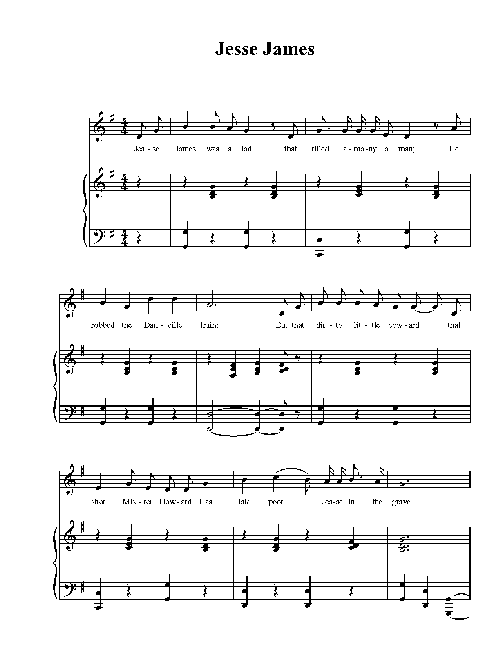 Jesse James
Jes - se James was a lad that killed a - ma - ny a man; He
robbed the Dan - ville train; But that dir - ty lit - tle cow - ard that
shot Mis - ter How - ard Has laid poor Jes - se in the grave.